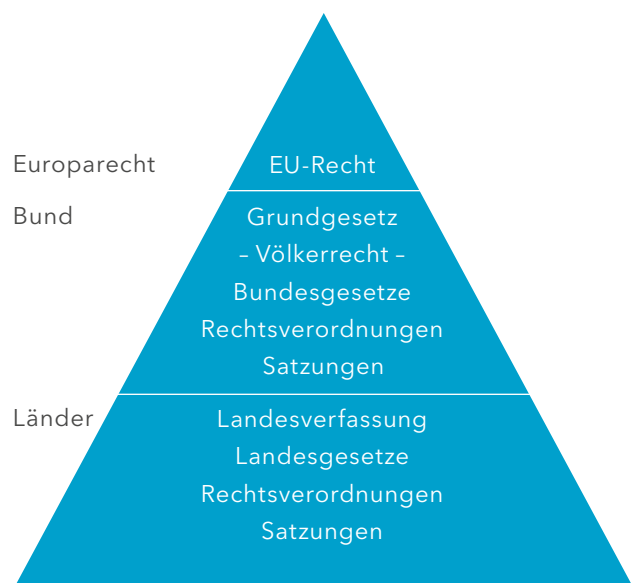 Europarecht EU-Recht
Bund Grundgesetz
– Völkerrecht –
Bundesgesetze
Rechtsverordnungen
Satzungen
Länder Landesverfassung
Landesgesetze
Rechtsverordnungen
Satzungen